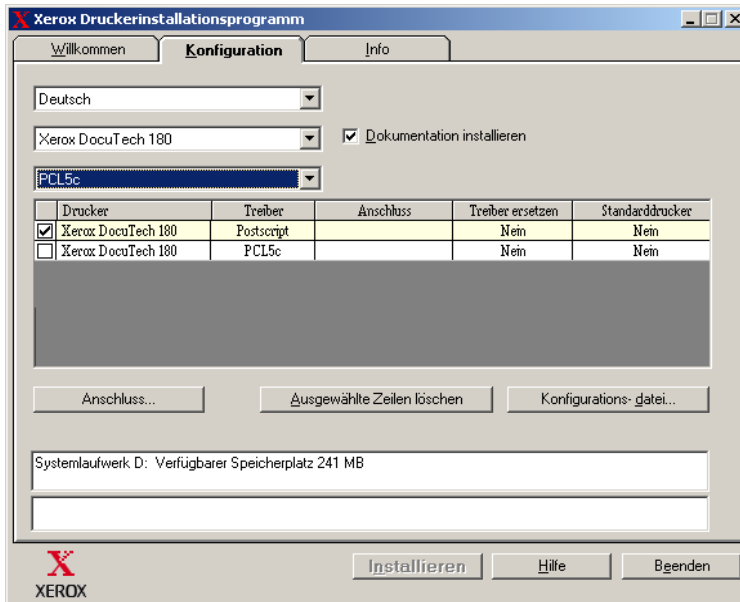 Xerox Druckerinstallationsprogramm
Willkommen Konfiguration Info
Deutsch
Xerox DocuTech 180 Dokumentation installieren
PCL5c
Drucker Treiber Anschluss Treiber ersetzen Standarddrucker
Xerox DocuTech 180 Postscript Nein Nein
Xerox DocuTech 180 PCL5c Nein Nein
Anschluss... Ausgewählte Zeilen löschen Konfigurations- datei...
Systemlaufwerk D: Verfügbarer Speicherplatz 241 MB
Installieren Hilfe Beenden
XEROX